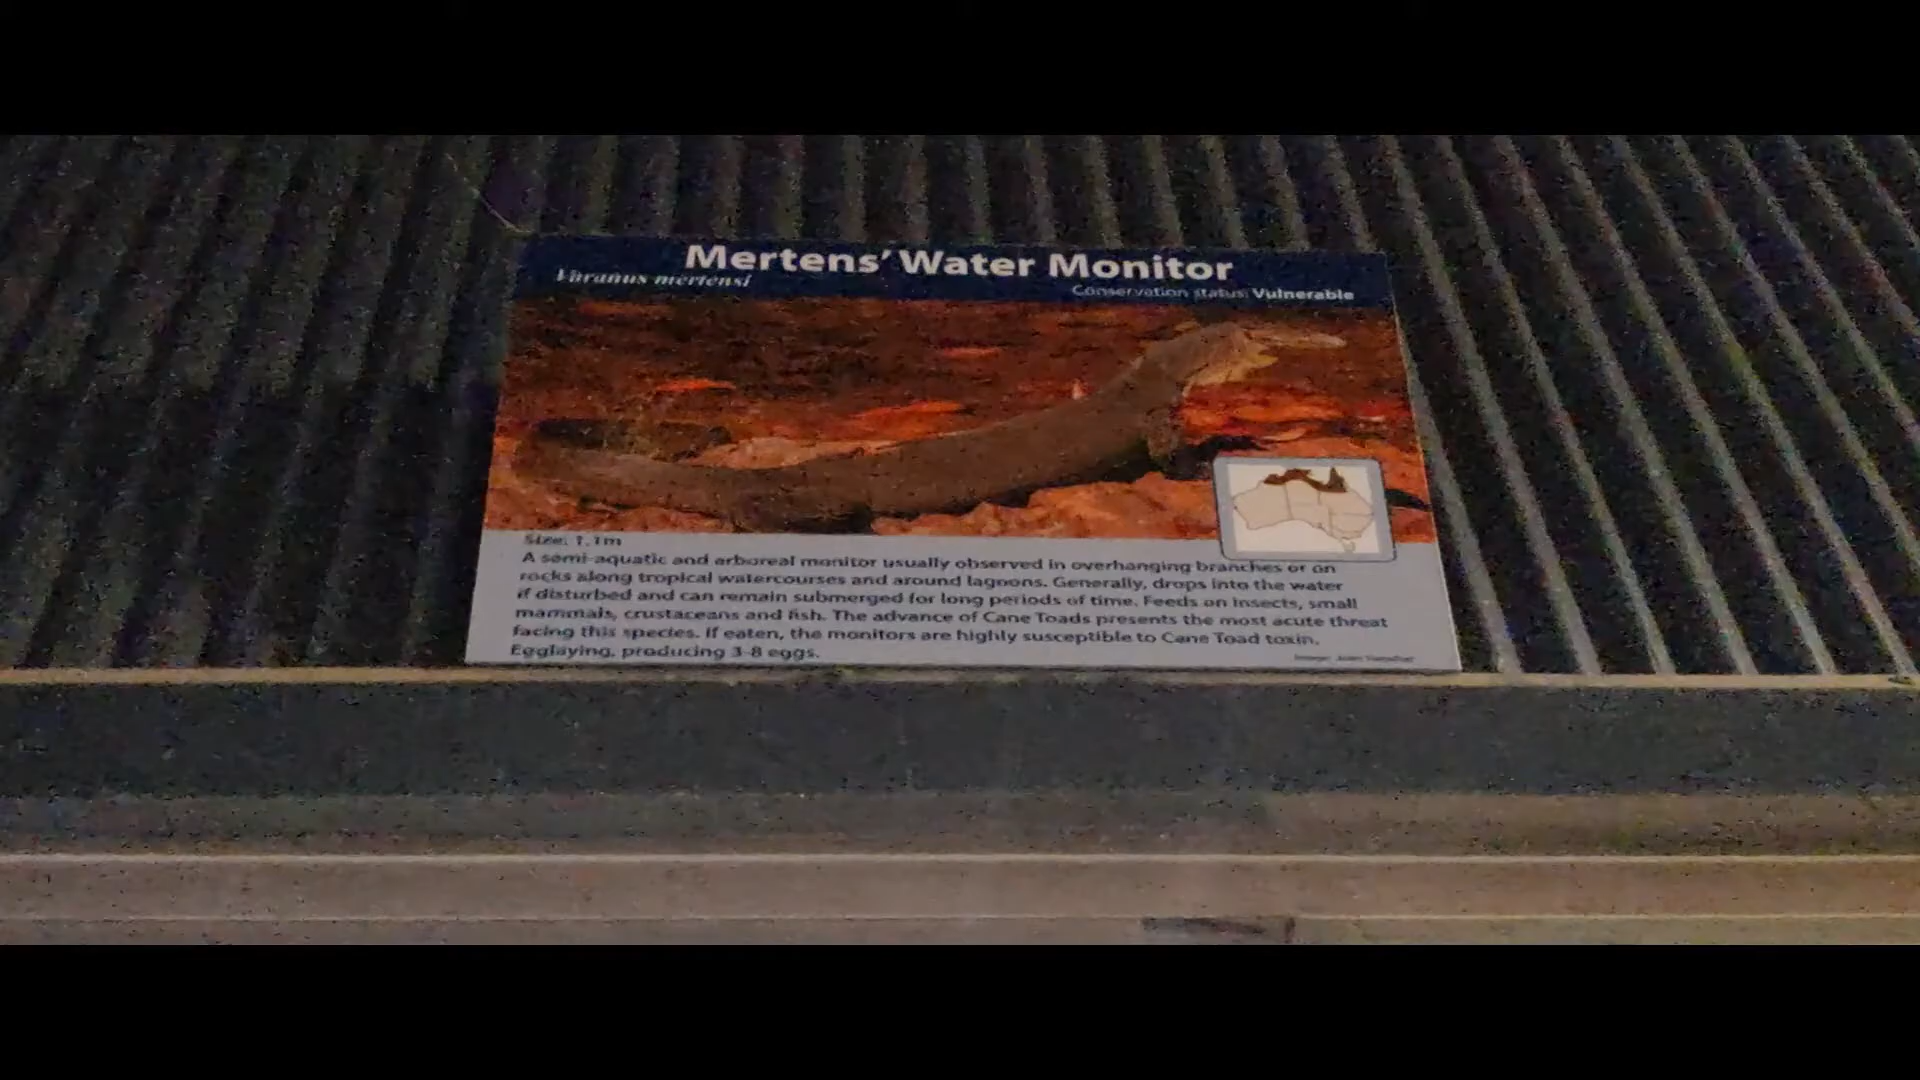 Mertens' Water Monitor
Varanus mertensi
Conservation status: Vulnerable
Size: 1.1m
A semi-aquatic and arboreal monitor usually observed in overhanging branches or on
rocks along tropical watercourses and around lagoons. Generally, drops into the water
if disturbed and can remain submerged for long periods of time. Feeds on insects, small
mammals, crustaceans and fish. The advance of Cane Toads presents the most acute threat
facing this species. If eaten, the monitors are highly susceptible to Cane Toad toxin.
Egglaying, producing 3-8 eggs.
Image: